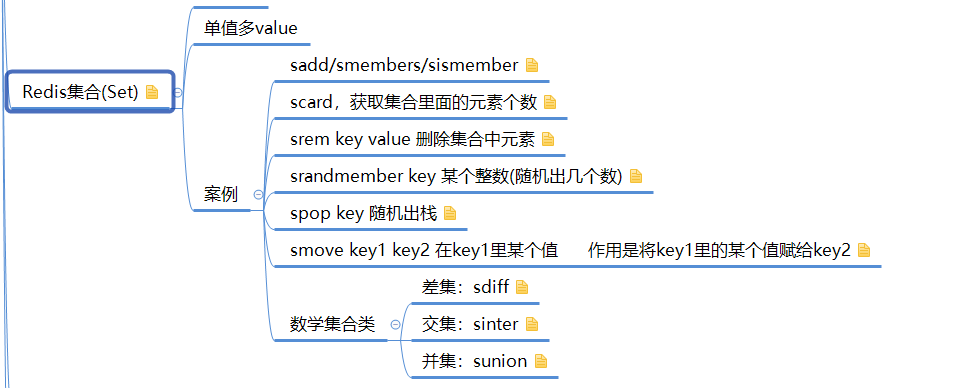 单值多value
Redis集合(Set)
案例
sadd/smembers/sismember
scard，获取集合里面的元素个数
srem key value 删除集合中元素
srandmember key 某个整数(随机出几个数)
spop key 随机出栈
smove key1 key2 在key1里某个值 作用是将key1里的某个值赋给key2
数学集合类
差集：sdiff
交集：sinter
并集：sunion